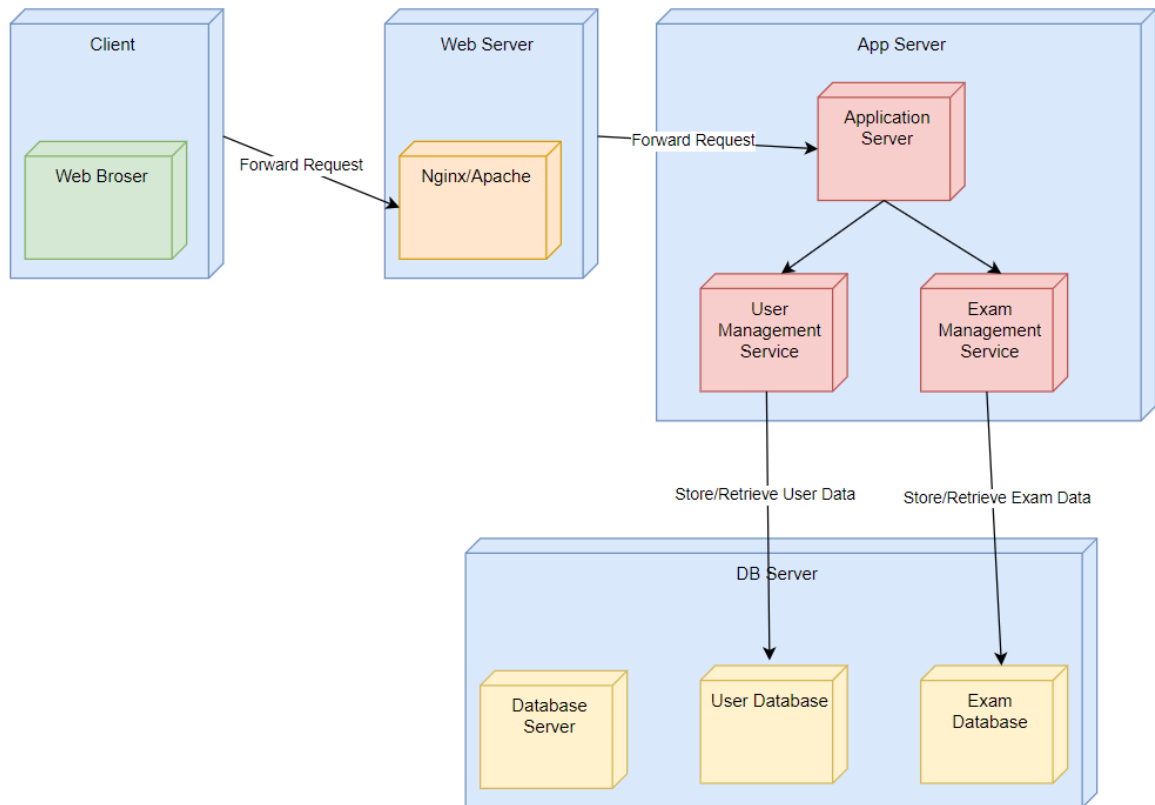 Client
Web Server
App Server
Application
Server
Web Broser
Forward Request
Nginx/Apache
Forward Request
User
Management
Service
Exam
Management
Service
Store/Retrieve User Data
Store/Retrieve Exam Data
DB Server
Database
Server
User Database
Exam
Database